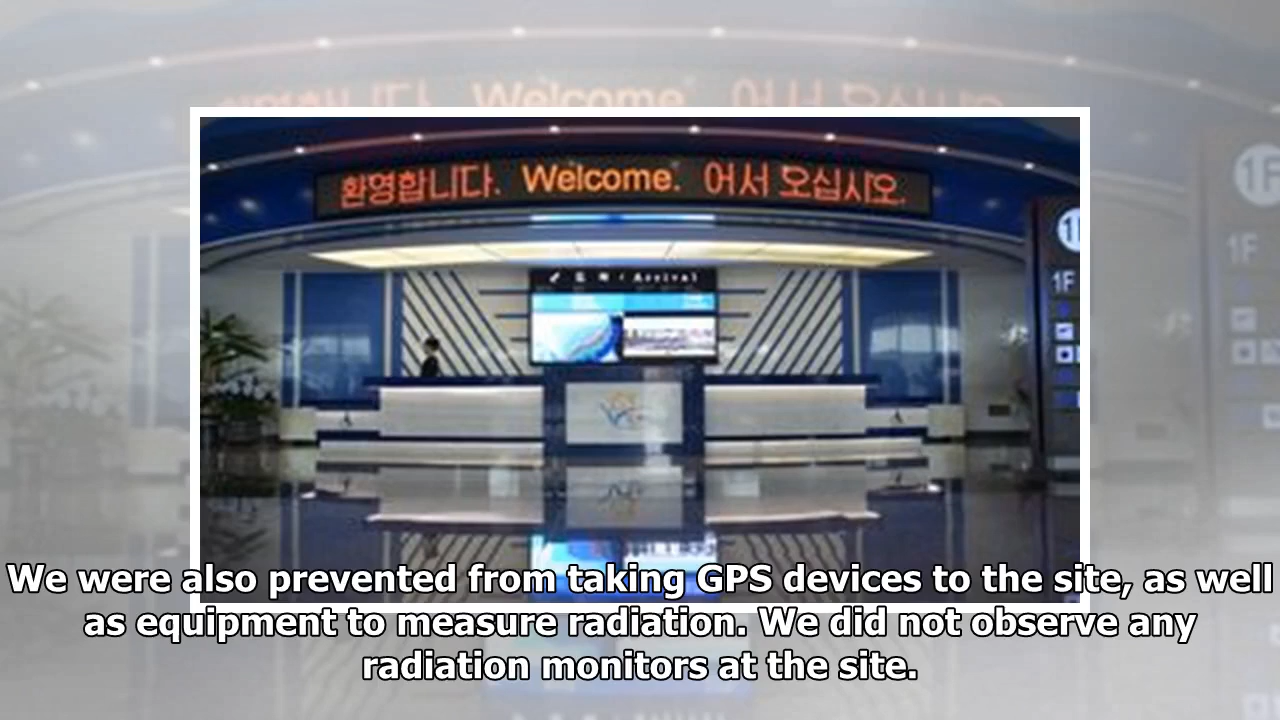 환영합니다. Welcome. 어서 오십시오.
Arrival
1F
1F
We were also prevented from taking GPS devices to the site, as well
as equipment to measure radiation. We did not observe any
radiation monitors at the site.